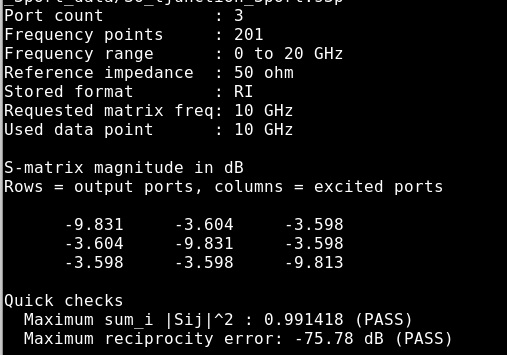 Port count           : 3
Frequency points     : 201
Frequency range      : 0 to 20 GHz
Reference impedance  : 50 ohm
Stored format        : RI
Requested matrix freq: 10 GHz
Used data point      : 10 GHz

S-matrix magnitude in dB
Rows = output ports, columns = excited ports

      -9.831     -3.604     -3.598
      -3.604     -9.831     -3.598
      -3.598     -3.598     -9.813

Quick checks
  Maximum sum_i |Sij|^2 : 0.991418 (PASS)
  Maximum reciprocity error: -75.78 dB (PASS)